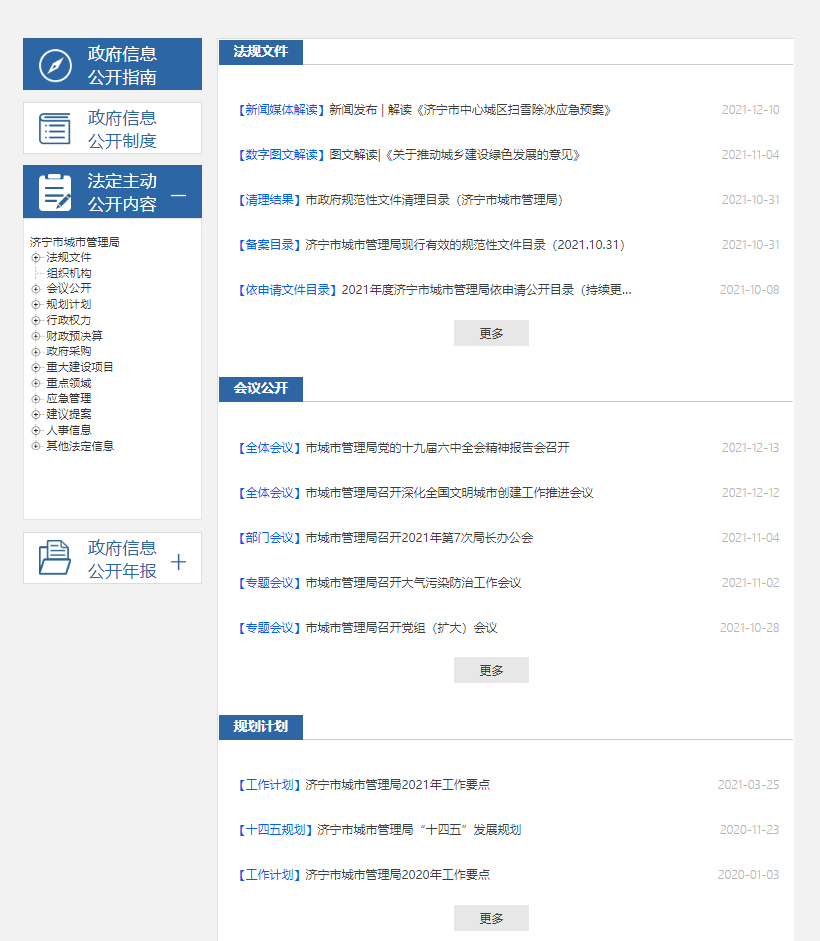 政府信息
公开指南
政府信息
公开制度
法定主动
公开内容
济宁市城市管理局
法规文件
组织机构
会议公开
规划计划
行政权力
财政预决算
政府采购
重大建设项目
重点领域
应急管理
建议提案
人事信息
其他法定信息
政府信息
公开年报
法规文件
【新闻媒体解读】新闻发布 | 解读《济宁市中心城区扫雪除冰应急预案》 2021-12-10
【数字图文解读】图文解读|《关于推动城乡建设绿色发展的意见》 2021-11-04
【清理结果】市政府规范性文件清理目录（济宁市城市管理局） 2021-10-31
【备案目录】济宁市城市管理局现行有效的规范性文件目录（2021.10.31） 2021-10-31
【依申请文件目录】2021年度济宁市城市管理局依申请公开目录（持续更... 2021-10-08
更多
会议公开
【全体会议】市城市管理局党的十九届六中全会精神报告会召开 2021-12-13
【全体会议】市城市管理局召开深化全国文明城市创建工作推进会议 2021-12-12
【部门会议】市城市管理局召开2021年第7次局长办公会 2021-11-04
【专题会议】市城市管理局召开大气污染防治工作会议 2021-11-02
【专题会议】市城市管理局召开党组（扩大）会议 2021-10-28
更多
规划计划
【工作计划】济宁市城市管理局2021年工作要点 2021-03-25
【十四五规划】济宁市城市管理局“十四五”发展规划 2020-11-23
【工作计划】济宁市城市管理局2020年工作要点 2020-01-03
更多